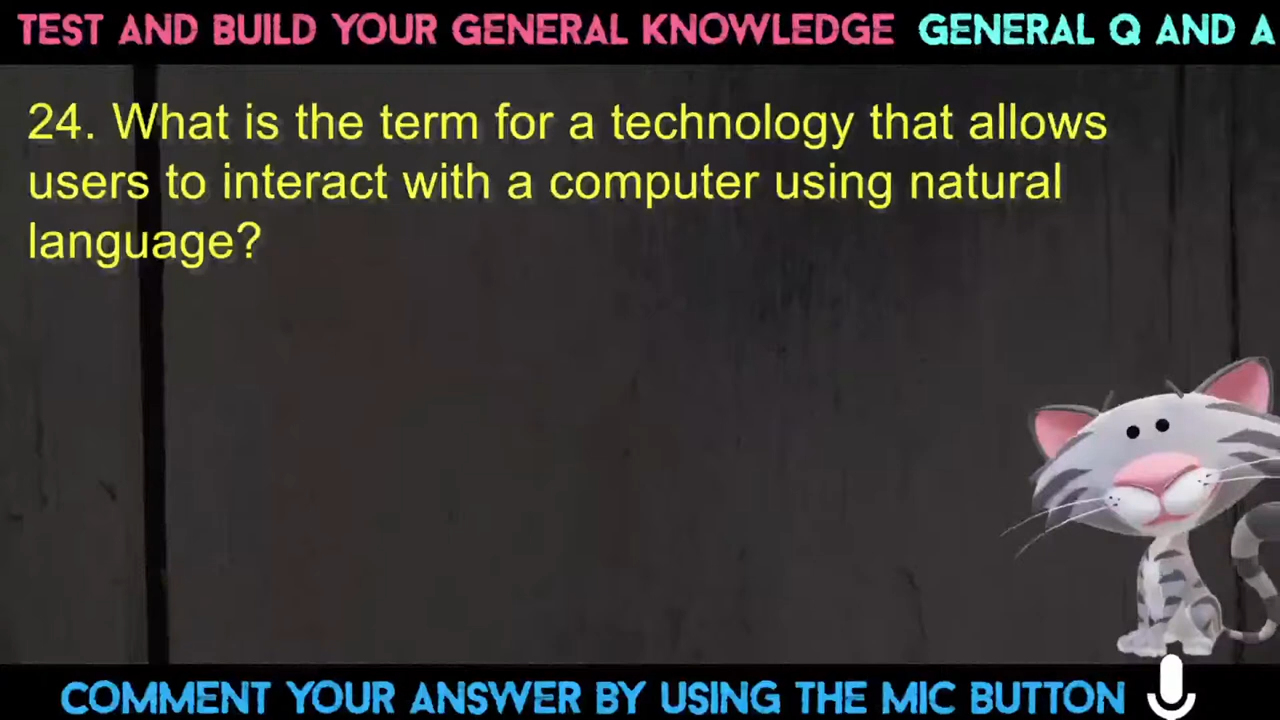 TEST AND BUILD YOUR GENERAL KNOWLEDGE GENERAL Q AND A
24. What is the term for a technology that allows
users to interact with a computer using natural
language?
COMMENT YOUR ANSWER BY USING THE MIC BUTTON